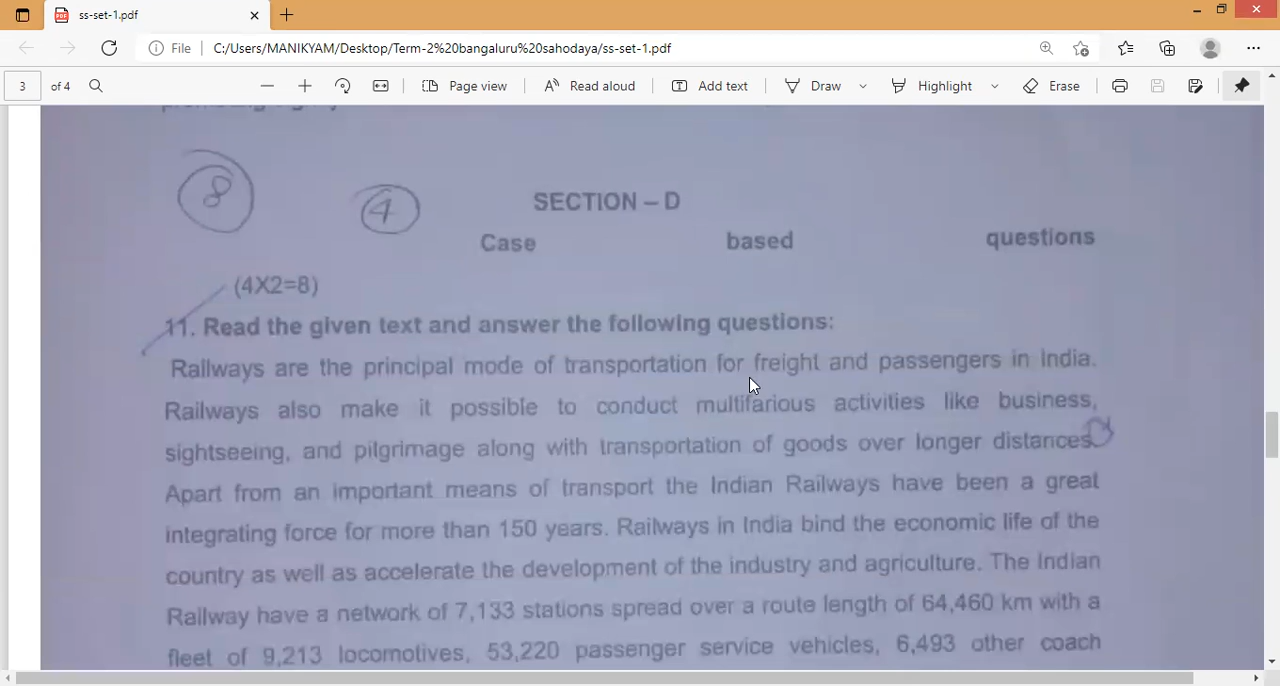 ss-set-1.pdf
File
C:/Users/MANIKYAM/Desktop/Term-2%20bangaluru%20sahodaya/ss-set-1.pdf
3 of 4
Page view
Read aloud
Add text
Draw
Highlight
Erase
8
4
SECTION – D
Case based questions
(4X2=8)
11. Read the given text and answer the following questions:
Railways are the principal mode of transportation for freight and passengers in India.
Railways also make it possible to conduct multifarious activities like business,
sightseeing, and pilgrimage along with transportation of goods over longer distances.
Apart from an important means of transport the Indian Railways have been a great
integrating force for more than 150 years. Railways in India bind the economic life of the
country as well as accelerate the development of the industry and agriculture. The Indian
Railway have a network of 7,133 stations spread over a route length of 64,460 km with a
fleet of 9,213 locomotives, 53,220 passenger service vehicles, 6,493 other coach